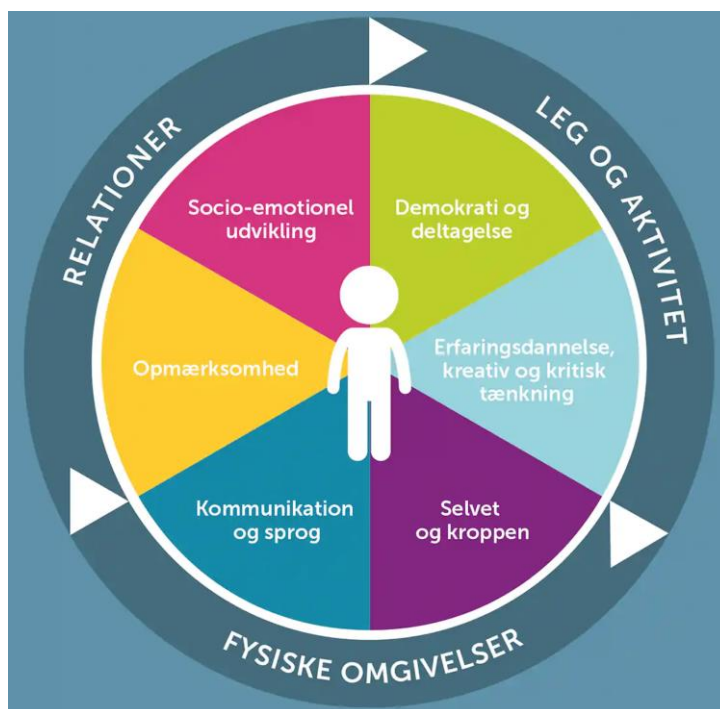 RELATIONER
LEG OG AKTIVITET
Socio-emotionel
udvikling
Demokrati og
deltagelse
Opmærksomhed
Erfaringsdannelse,
kreativ og kritisk
tænkning
Kommunikation
og sprog
Selvet
og kroppen
FYSISKE OMGIVELSER